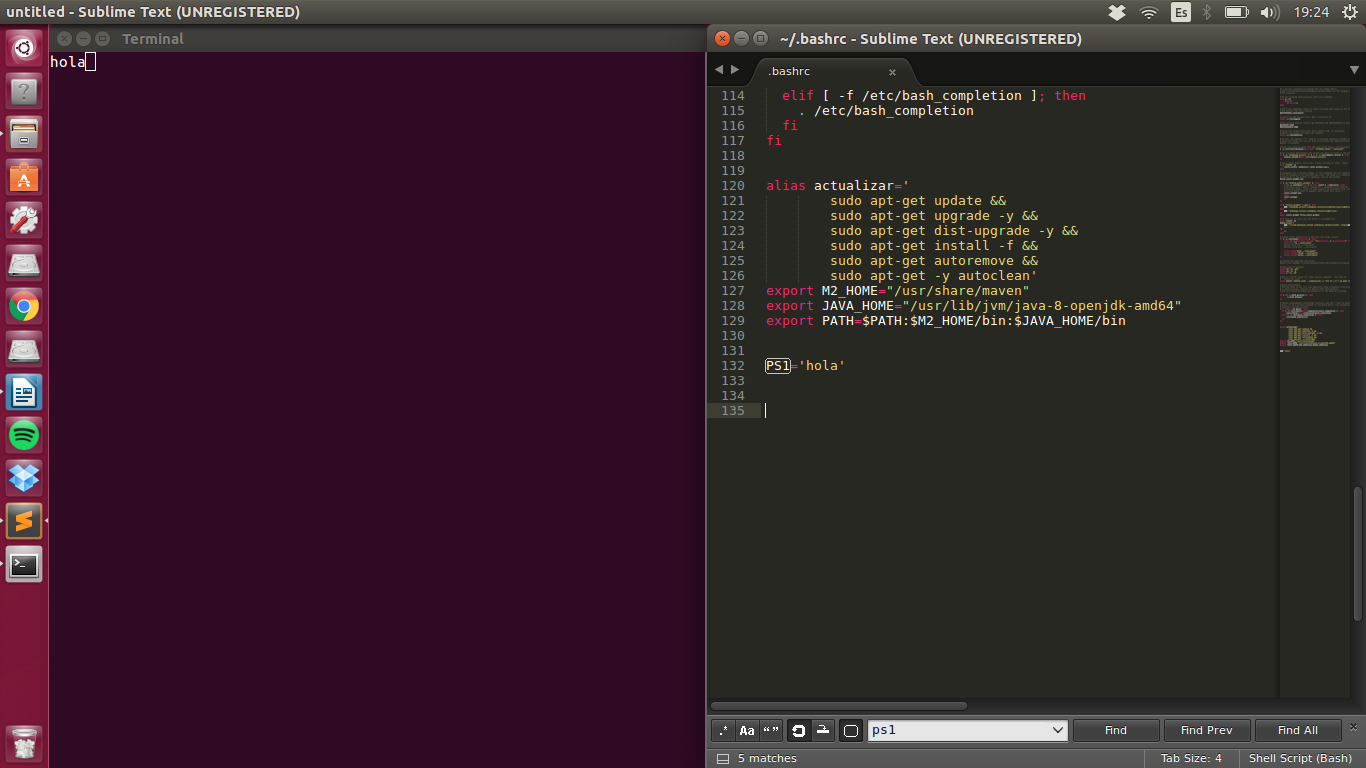 untitled - Sublime Text (UNREGISTERED)
Es
19:24
Terminal
hola
~/.bashrc - Sublime Text (UNREGISTERED)
.bashrc
114 elif [ -f /etc/bash_completion ]; then
115 . /etc/bash_completion
116 fi
117 fi
118
119
120 alias actualizar='
121 sudo apt-get update &&
122 sudo apt-get upgrade -y &&
123 sudo apt-get dist-upgrade -y &&
124 sudo apt-get install -f &&
125 sudo apt-get autoremove &&
126 sudo apt-get -y autoclean'
127 export M2_HOME="/usr/share/maven"
128 export JAVA_HOME="/usr/lib/jvm/java-8-openjdk-amd64"
129 export PATH=$PATH:$M2_HOME/bin:$JAVA_HOME/bin
130
131
132 PS1='hola'
133
134
135
.* Aa “” ps1 Find Find Prev Find All
5 matches Tab Size: 4 Shell Script (Bash)